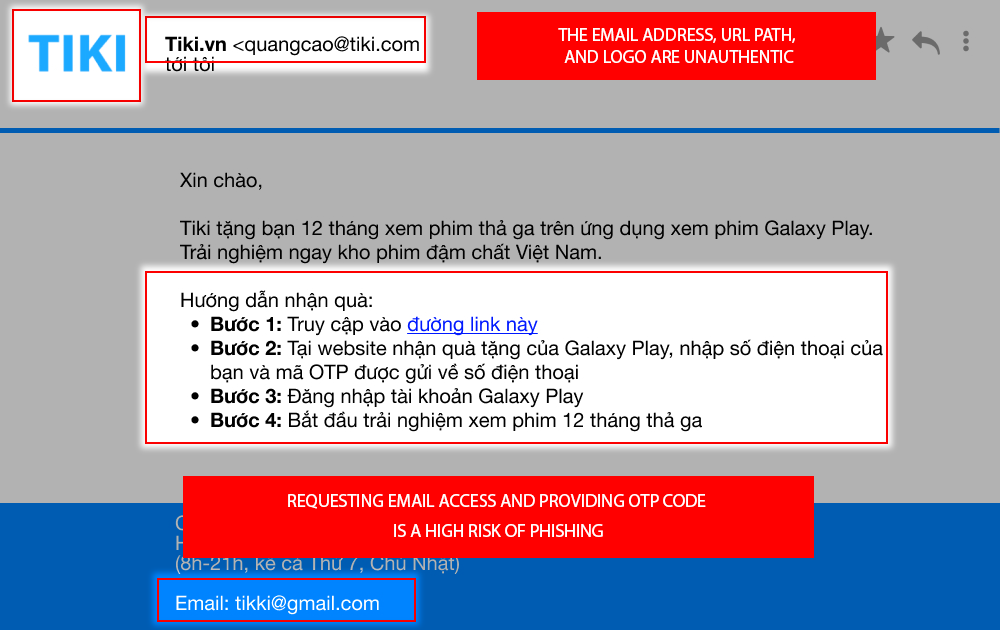 TIKI
Tiki.vn <quangcao@tiki.com
tới tôi
THE EMAIL ADDRESS, URL PATH,
AND LOGO ARE UNAUTHENTIC
Xin chào,
Tiki tặng bạn 12 tháng xem phim thả ga trên ứng dụng xem phim Galaxy Play.
Trải nghiệm ngay kho phim đậm chất Việt Nam.
Hướng dẫn nhận quà:
• Bước 1: Truy cập vào đường link này
• Bước 2: Tại website nhận quà tặng của Galaxy Play, nhập số điện thoại của
bạn và mã OTP được gửi về số điện thoại
• Bước 3: Đăng nhập tài khoản Galaxy Play
• Bước 4: Bắt đầu trải nghiệm xem phim 12 tháng thả ga
REQUESTING EMAIL ACCESS AND PROVIDING OTP CODE
IS A HIGH RISK OF PHISHING
(8h-21h, kể cả Thứ 7, Chủ Nhật)
Email: tikki@gmail.com